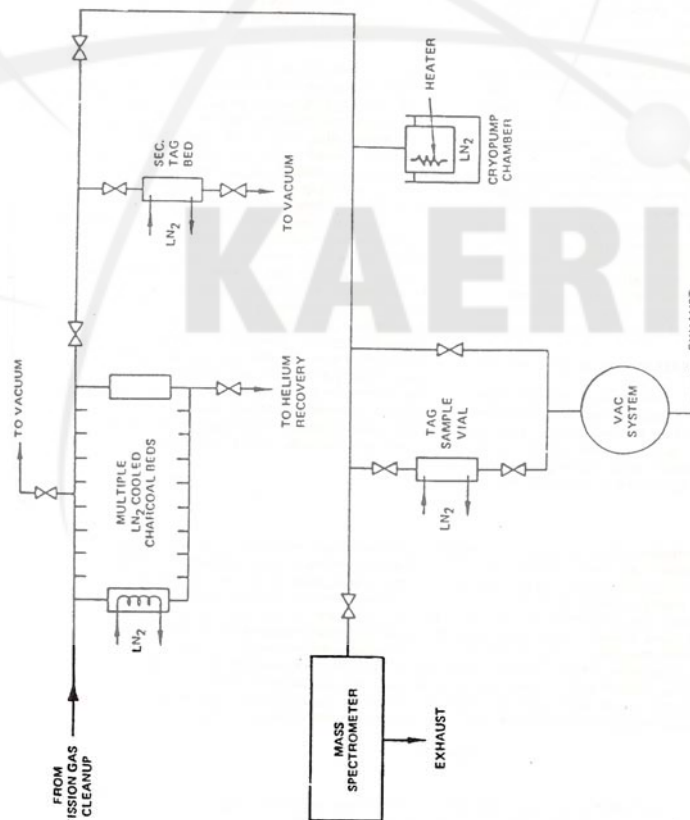 FROM
ISSION GAS
CLEANUP
TO VACUUM
LN2
MULTIPLE
LN2 COOLED
CHARCOAL BEDS
TO HELIUM
RECOVERY
SEC.
TAG
BED
LN2
TO VACUUM
HEATER
LN2
CRYOPUMP
CHAMBER
KAERI
MASS
SPECTROMETER
EXHAUST
TAG
SAMPLE
VIAL
LN2
VAC
SYSTEM